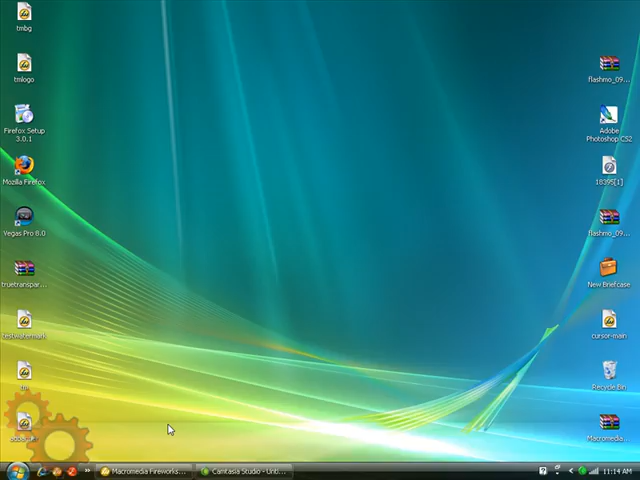 tmbg
tmlogo
Firefox Setup
3.0.1
Mozilla Firefox
Vegas Pro 8.0
truetranspar...
testwatermark
flashmo_09...
Adobe
Photoshop CS2
18395[1]
flashmo_09...
New Briefcase
cursor-main
Recycle Bin
Macromedia...
Macromedia Fireworks...
Camtasia Studio - Unti...
11:14 AM